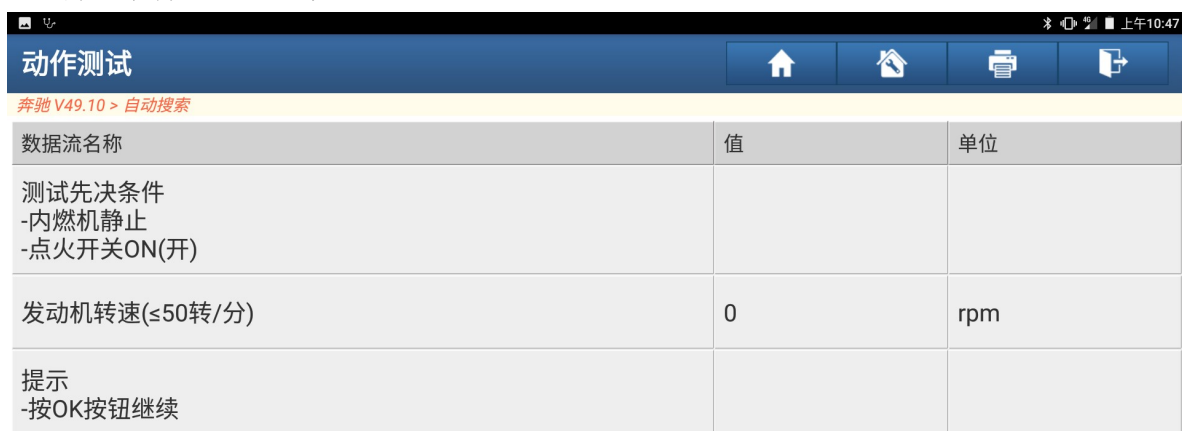 上午10:47
动作测试
奔驰 V49.10 > 自动搜索
数据流名称 值 单位
测试先决条件
-内燃机静止
-点火开关ON(开)
发动机转速(≤50转/分) 0 rpm
提示
-按OK按钮继续